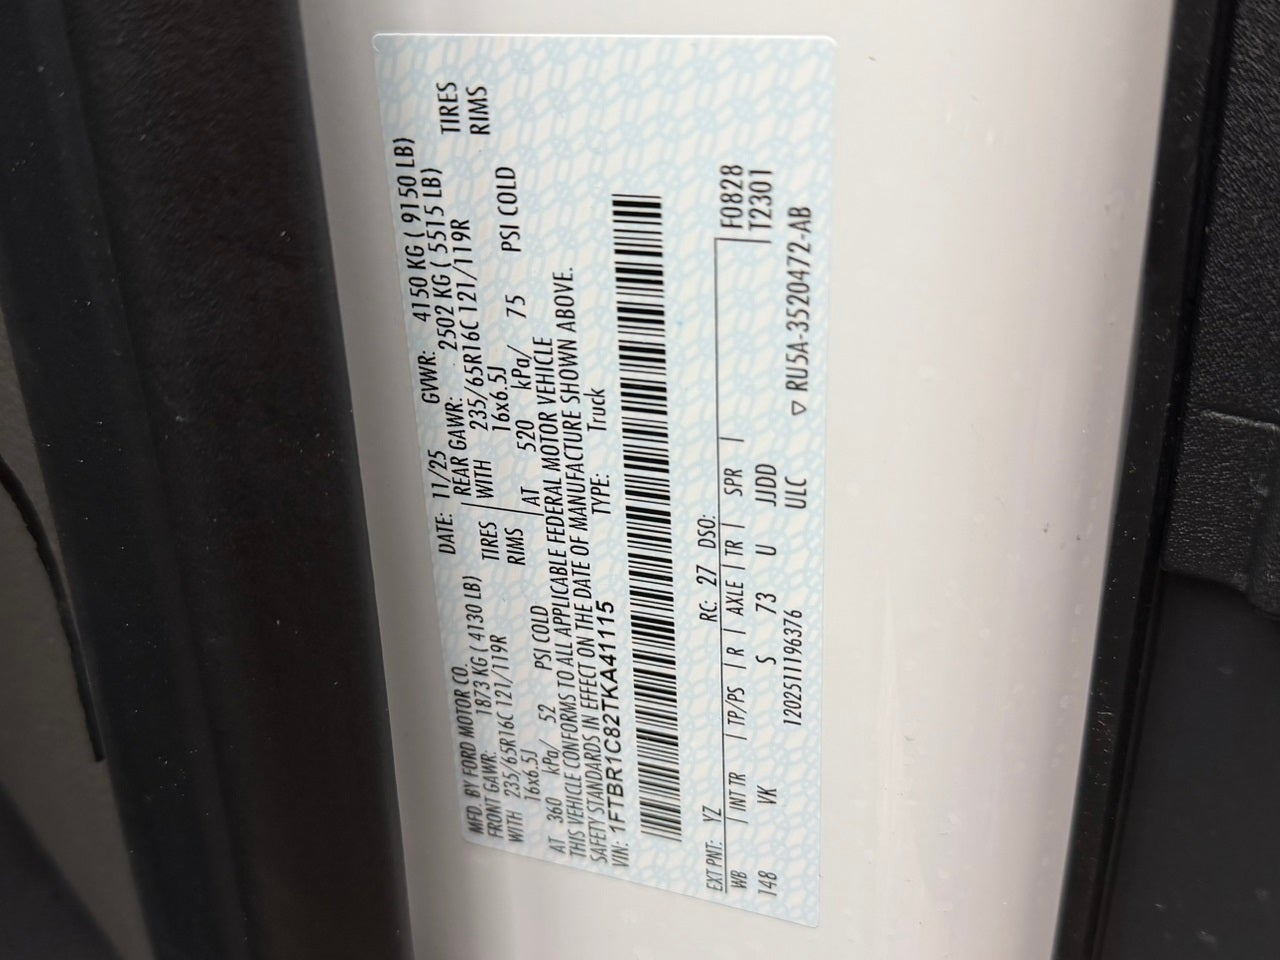 MFD. BY FORD MOTOR CO.
DATE: 11/25 GVWR: 4150 KG ( 9150 LB)
FRONT GAWR: 1873 KG ( 4130 LB) REAR GAWR: 2502 KG ( 5515 LB)
WITH 235/65R16C 121/119R TIRES WITH 235/65R16C 121/119R TIRES
16x6.5J RIMS 16x6.5J RIMS
AT 360 kPa/ 52 PSI COLD AT 520 kPa/ 75 PSI COLD
THIS VEHICLE CONFORMS TO ALL APPLICABLE FEDERAL MOTOR VEHICLE
SAFETY STANDARDS IN EFFECT ON THE DATE OF MANUFACTURE SHOWN ABOVE.
VIN: 1FTBR1C82TKA41115 TYPE: Truck
EXT PNT: YZ RC: 27 DSO:
WB INT TR TP/PS R AXLE TR SPR F0828
148 VK S 73 U JJDD T2301
12025111196376 ULC ▽ RU5A-3520472-AB